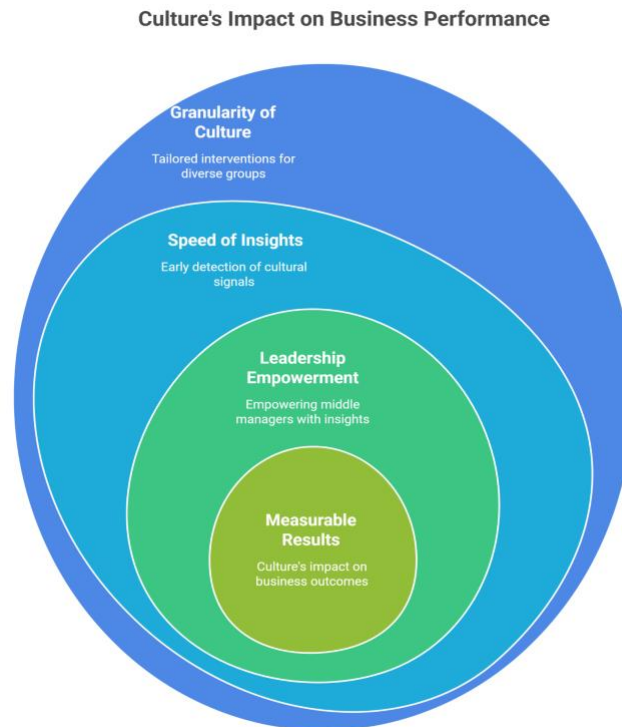 Culture's Impact on Business Performance
Granularity of
Culture
Tailored interventions for
diverse groups
Speed of Insights
Early detection of cultural
signals
Leadership
Empowerment
Empowering middle
managers with insights
Measurable
Results
Culture's impact on
business outcomes